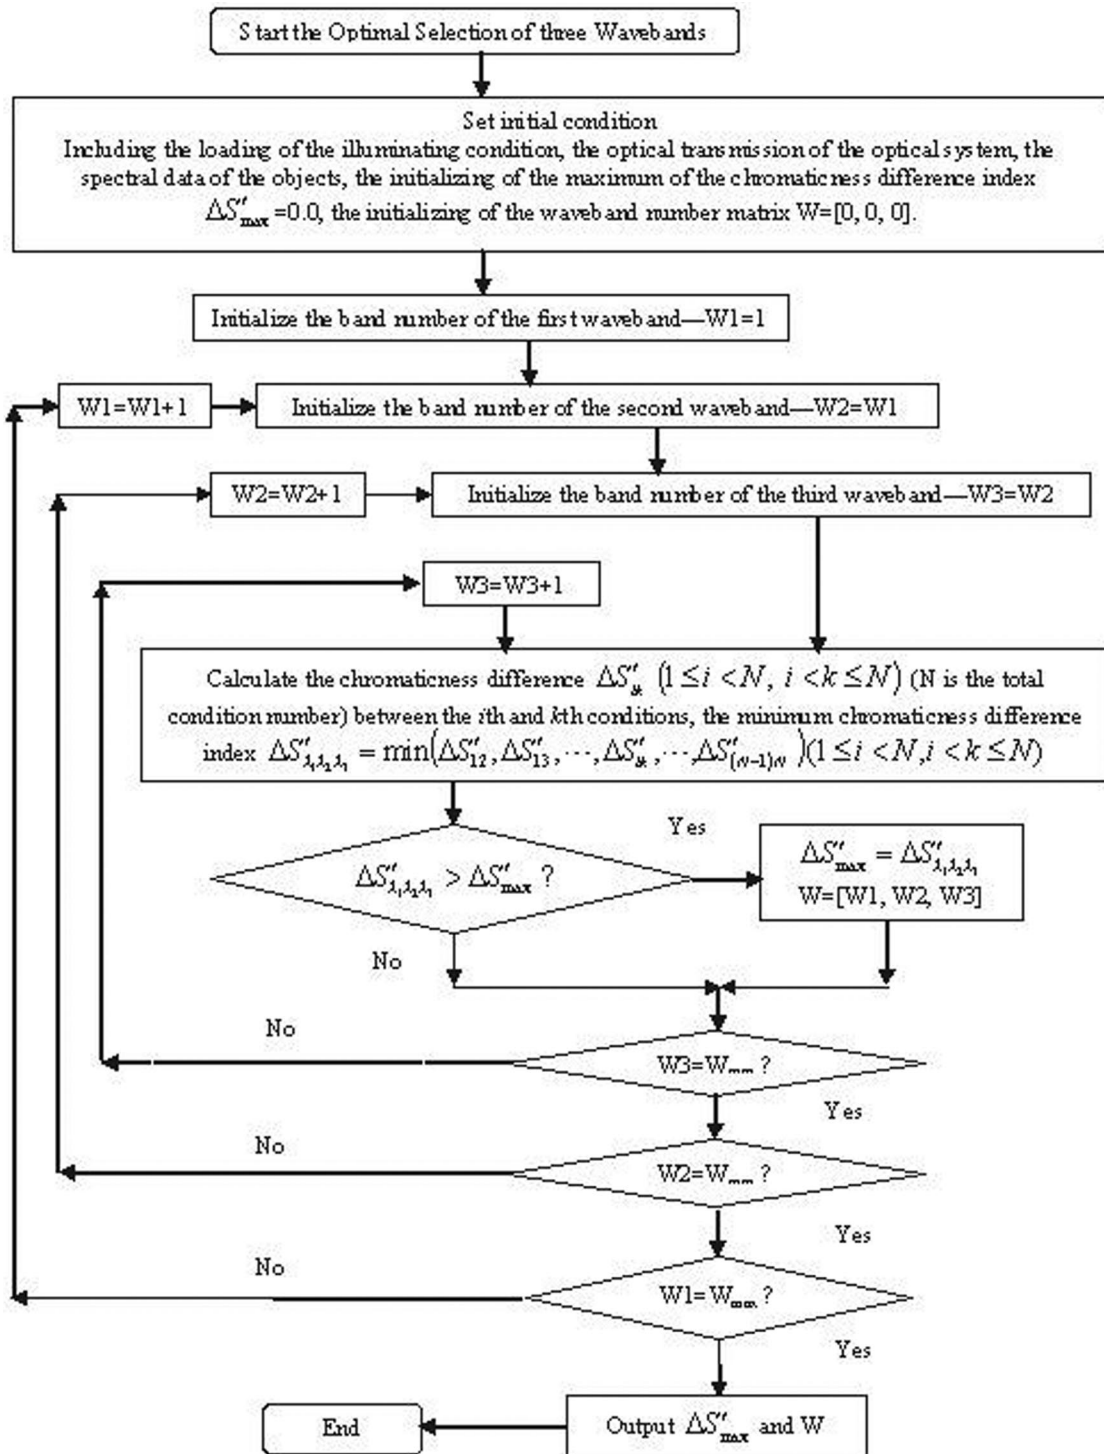 Start the Optimal Selection of three Wavebands
Set initial condition
Including the loading of the illuminating condition, the optical transmission of the optical system, the
spectral data of the objects, the initializing of the maximum of the chromaticness difference index
ΔS′max =0.0, the initializing of the waveband number matrix W=[0, 0, 0].
Initialize the band number of the first waveband—W1=1
W1=W1+1
Initialize the band number of the second waveband—W2=W1
W2=W2+1
Initialize the band number of the third waveband—W3=W2
W3=W3+1
Calculate the chromaticness difference ΔS′ik (1≤i<N, i<k≤N) (N is the total
condition number) between the ith and kth conditions, the minimum chromaticness difference
index ΔS′λ1λ2λ3 = min(ΔS′12, ΔS′13, ⋯, ΔS′ik, ⋯, ΔS′(N−1)N)(1≤i<N, i<k≤N)
Yes
ΔS′λ1λ2λ3 > ΔS′max ?
ΔS′max = ΔS′λ1λ2λ3
W=[W1, W2, W3]
No
No
W3=W ?
Yes
No
W2=W ?
Yes
No
W1=W ?
Yes
End
Output ΔS′max and W